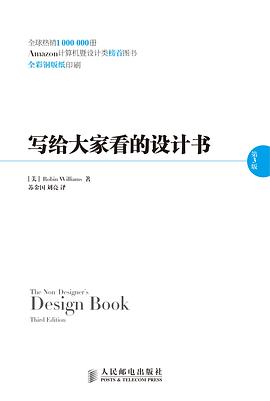 全球热销1 000 000册
Amazon计算机暨设计类榜首图书
全彩铜版纸印刷
写给大家看的设计书
第3版
[美] Robin Williams 著
苏金国 刘亮 译
The Non-Designer's
Design Book
Third Edition
人民邮电出版社
POSTS & TELECOM PRESS